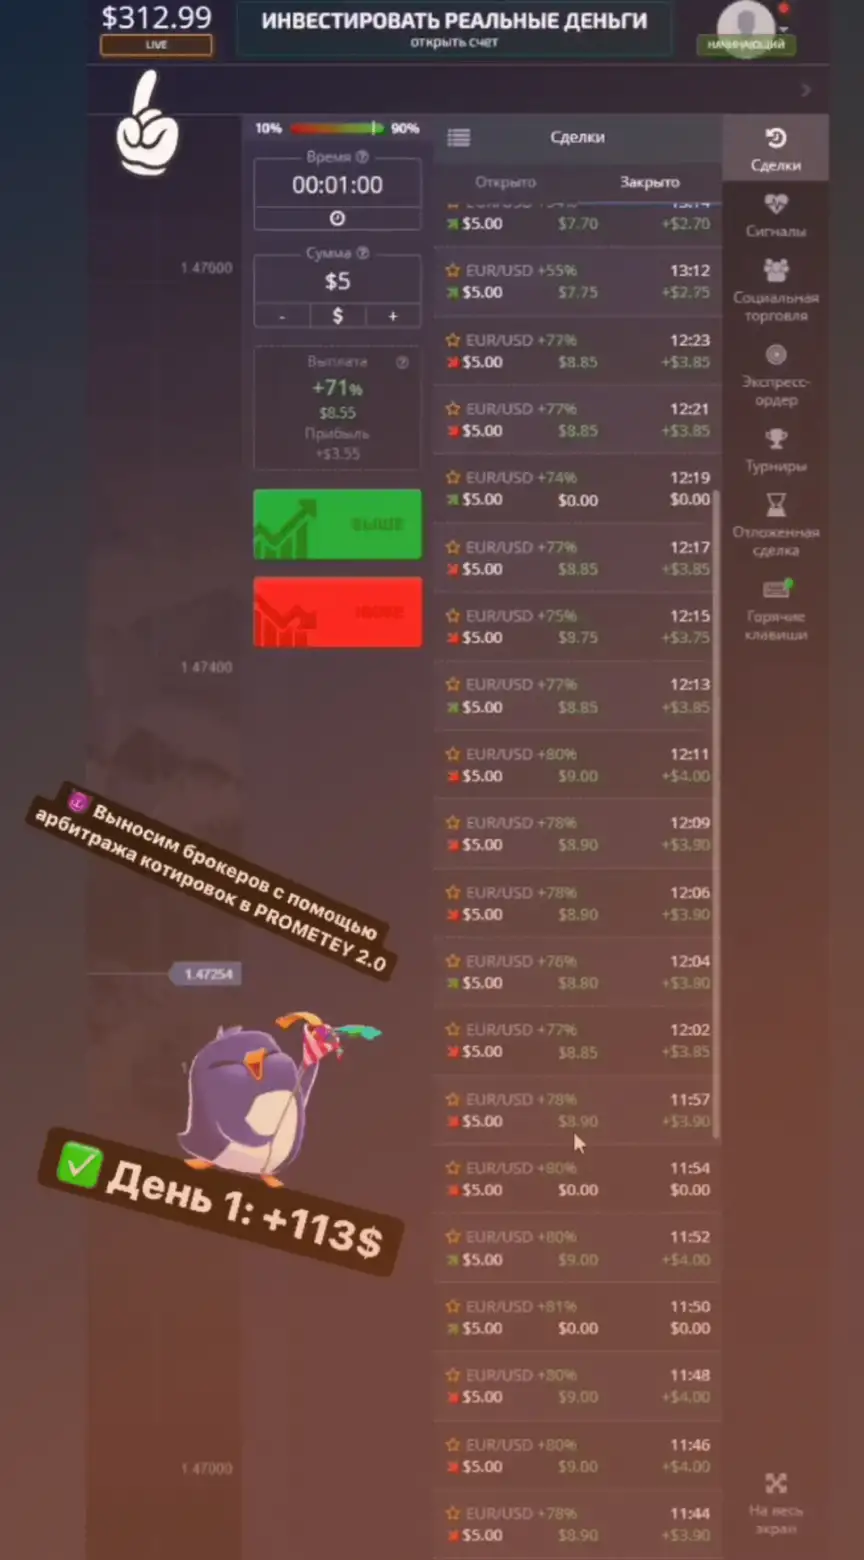 $312.99
LIVE
ИНВЕСТИРОВАТЬ РЕАЛЬНЫЕ ДЕНЬГИ
открыть счет
НАЧИНАЮЩИЙ
10% 90%
Время
00:01:00
Сумма
$5
- $ +
Выплата
+71%
$8.55
Прибыль
+$3.55
ВЫШЕ
НИЖЕ
1.47600
1.47400
1.47254
1.47000
Сделки
Открыто Закрыто
$5.00 $7.70 +$2.70
EUR/USD +55% 13:12
$5.00 $7.75 +$2.75
EUR/USD +77% 12:23
$5.00 $8.85 +$3.85
EUR/USD +77% 12:21
$5.00 $8.85 +$3.85
EUR/USD +74% 12:19
$5.00 $0.00 $0.00
EUR/USD +77% 12:17
$5.00 $8.85 +$3.85
EUR/USD +75% 12:15
$5.00 $8.75 +$3.75
EUR/USD +77% 12:13
$5.00 $8.85 +$3.85
EUR/USD +80% 12:11
$5.00 $9.00 +$4.00
EUR/USD +78% 12:09
$5.00 $8.90 +$3.90
EUR/USD +78% 12:06
$5.00 $8.90 +$3.90
EUR/USD +76% 12:04
$5.00 $8.80 +$3.80
EUR/USD +77% 12:02
$5.00 $8.85 +$3.85
EUR/USD +78% 11:57
$5.00 $8.90 +$3.90
EUR/USD +80% 11:54
$5.00 $0.00 $0.00
EUR/USD +80% 11:52
$5.00 $9.00 +$4.00
EUR/USD +81% 11:50
$5.00 $0.00 $0.00
EUR/USD +80% 11:48
$5.00 $9.00 +$4.00
EUR/USD +80% 11:46
$5.00 $9.00 +$4.00
EUR/USD +78% 11:44
$5.00 $8.90 +$3.90
Сделки
Сигналы
Социальная
торговля
Экспресс-
ордер
Турниры
Отложенная
сделка
Горячие
клавиши
На весь
экран
😈 Выносим брокеров с помощью
арбитража котировок в PROMETEY 2.0
✅ День 1: +113$